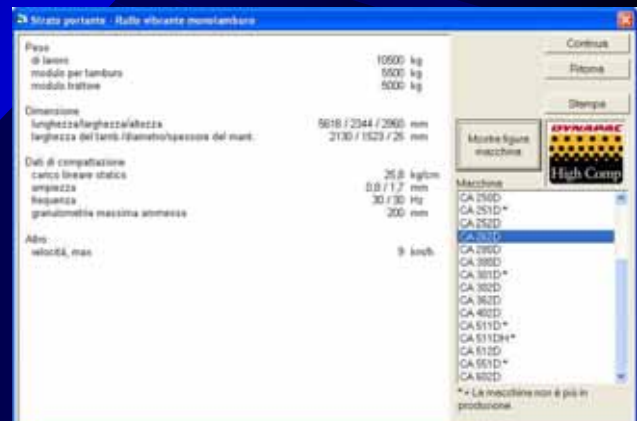 Strato portante - Rullo vibrante monotamburo
Peso
di lavoro 10500 kg
modulo per tamburo 5500 kg
modulo trattore 5000 kg
Dimensione
lunghezza/larghezza/altezza 5618 / 2344 / 2960 mm
larghezza del tamb./diametro/spessore del mant. 2130 / 1523 / 25 mm
Dati di compattazione
carico lineare statico 25,8 kg/cm
ampiezza 0,8 / 1,7 mm
frequenza 30 / 30 Hz
granulometria massima ammessa 200 mm
Altro
velocità, max 9 km/h
Continua
Ritorna
Stampa
Mostra figura macchina
DYNAPAC
High Comp
Macchina
CA 250D
CA 251D*
CA 252D
CA 262D
CA 280D
CA 300D
CA 301D*
CA 302D
CA 362D
CA 402D
CA 511D*
CA 511DH*
CA 512D
CA 551D*
CA 602D
* = La macchina non è più in
produzione.